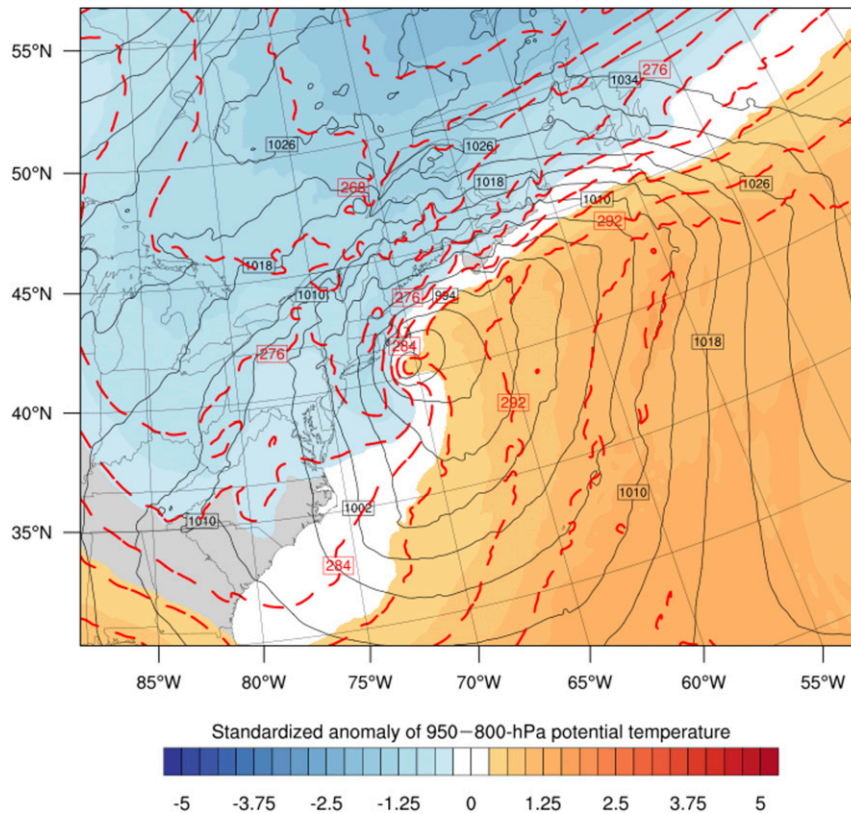 55°N
276
1034
1026
1026
268
1018
1026
50°N
1010
292
1018
45°N
1010
276
994
276
284
1018
40°N
292
1010
1002
1010
35°N
284
85°W 80°W 75°W 70°W 65°W 60°W 55°W
Standardized anomaly of 950−800-hPa potential temperature
-5 -3.75 -2.5 -1.25 0 1.25 2.5 3.75 5